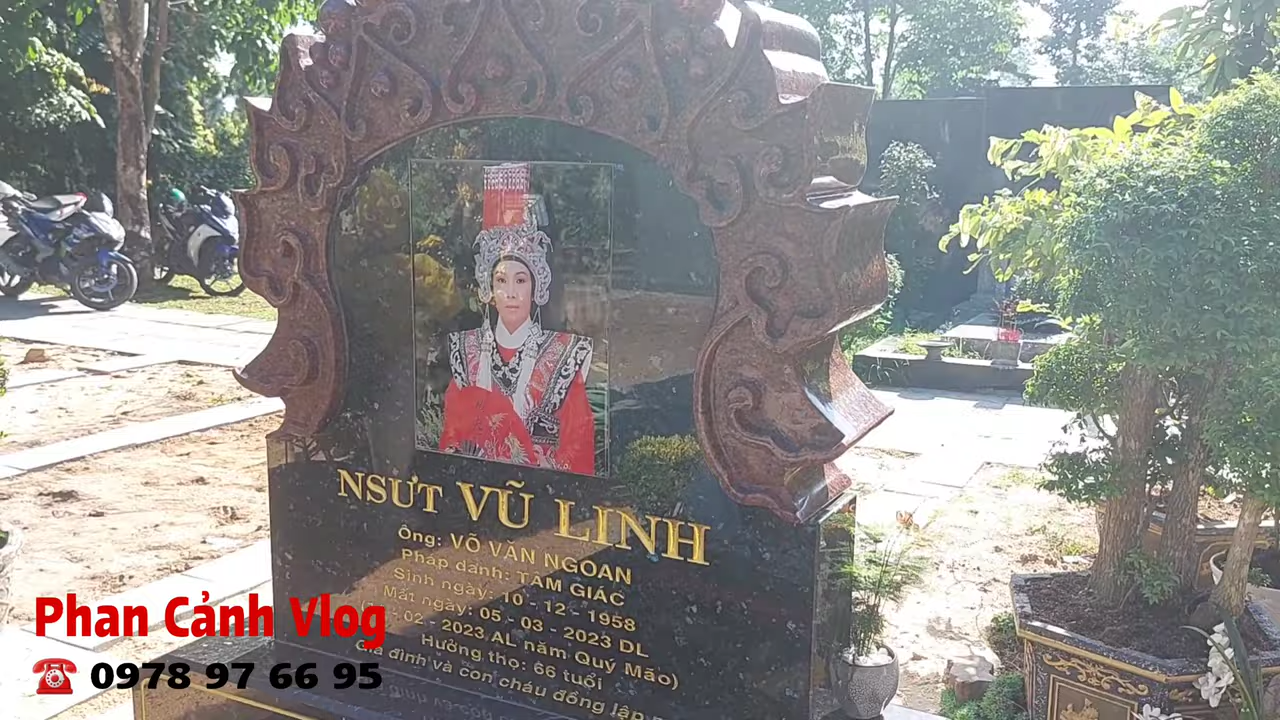 NSƯT VŨ LINH
Ông: VÕ VĂN NGOAN
Pháp danh: TÂM GIÁC
Sinh ngày: 10 - 12 - 1958
Mất ngày: 05 - 03 - 2023 DL
02 - 2023 AL năm Quý Mão)
Hưởng thọ: 66 tuổi
Gia đình và con cháu đồng lập
Phan Cảnh Vlog
0978 97 66 95